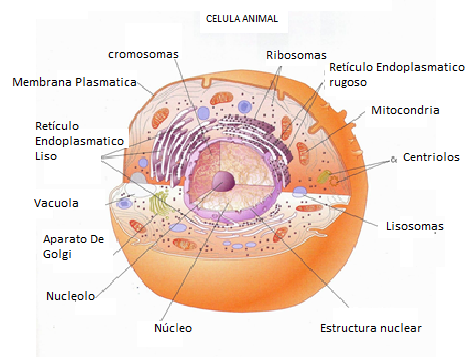 CELULA ANIMAL
cromosomas
Ribosomas
Retículo Endoplasmatico
rugoso
Membrana Plasmatica
Mitocondria
Retículo
Endoplasmatico
Liso
& Centriolos
Vacuola
Lisosomas
Aparato De
Golgi
Nucleolo
Núcleo
Estructura nuclear